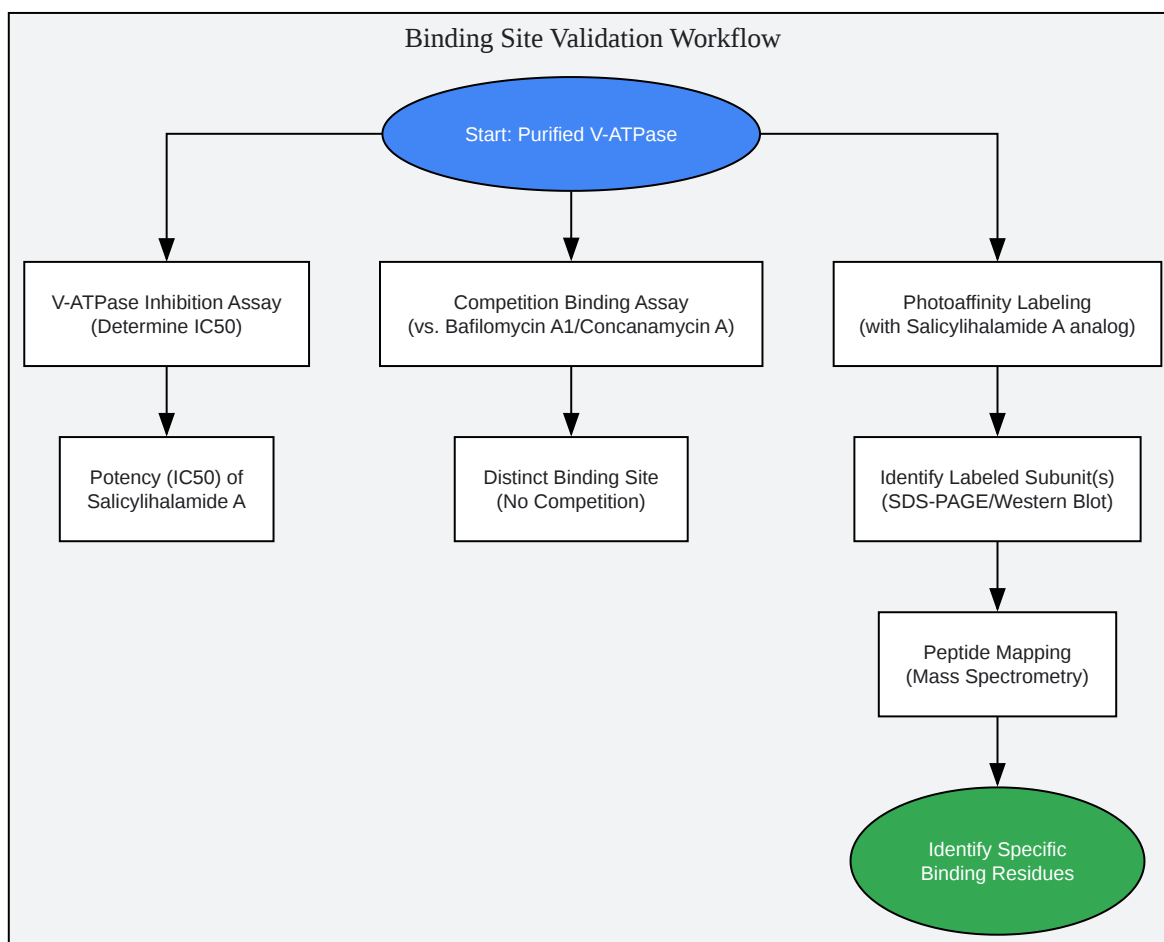 Binding Site Validation Workflow
Start: Purified V-ATPase
V-ATPase Inhibition Assay
(Determine IC50)
Competition Binding Assay
(vs. Bafilomycin A1/Concanamycin A)
Photoaffinity Labeling
(with Salicylihalamide A analog)
Potency (IC50) of
Salicylihalamide A
Distinct Binding Site
(No Competition)
Identify Labeled Subunit(s)
(SDS-PAGE/Western Blot)
Peptide Mapping
(Mass Spectrometry)
Identify Specific
Binding Residues